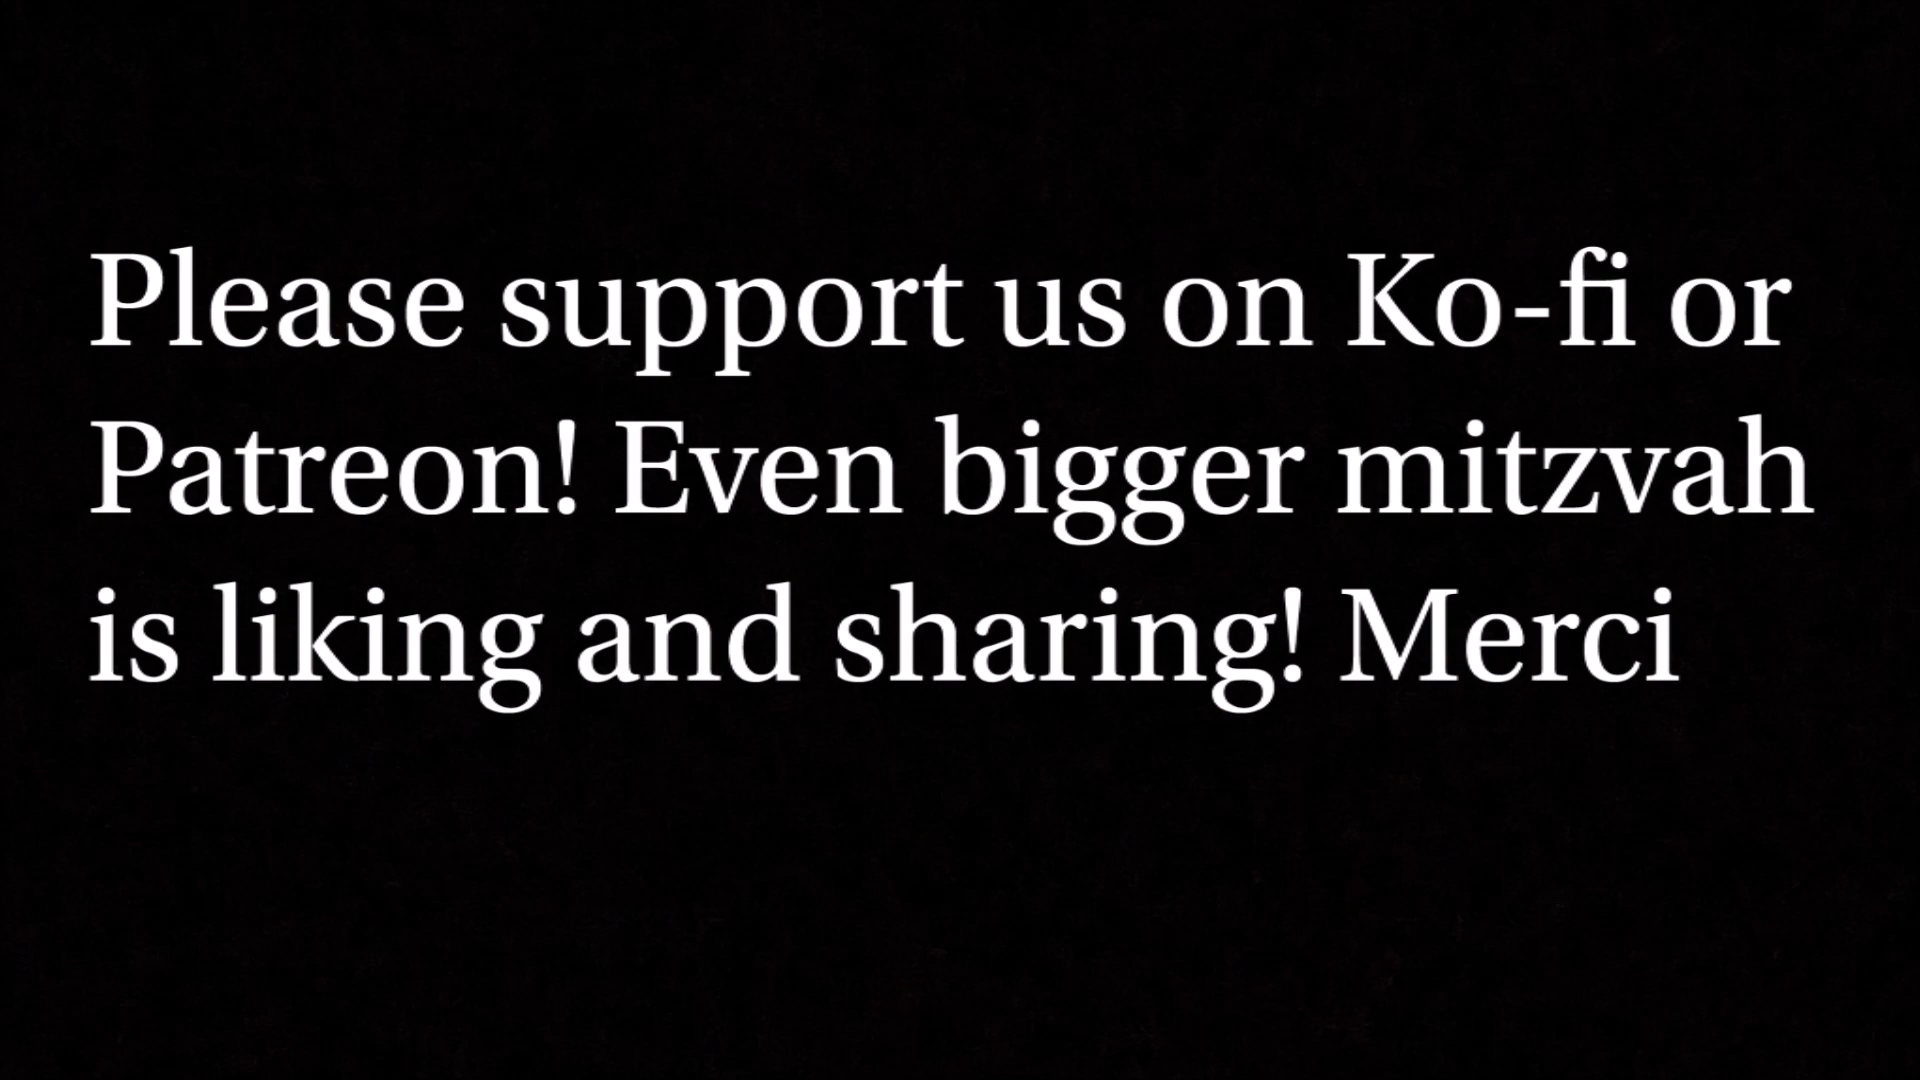 Please support us on Ko-fi or
Patreon! Even bigger mitzvah
is liking and sharing! Merci